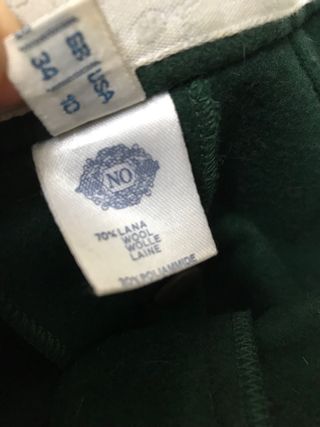 GB USA
34 10
NO
70% LANA
WOOL
WOLLE
LAINE
30% POLIAMMIDE